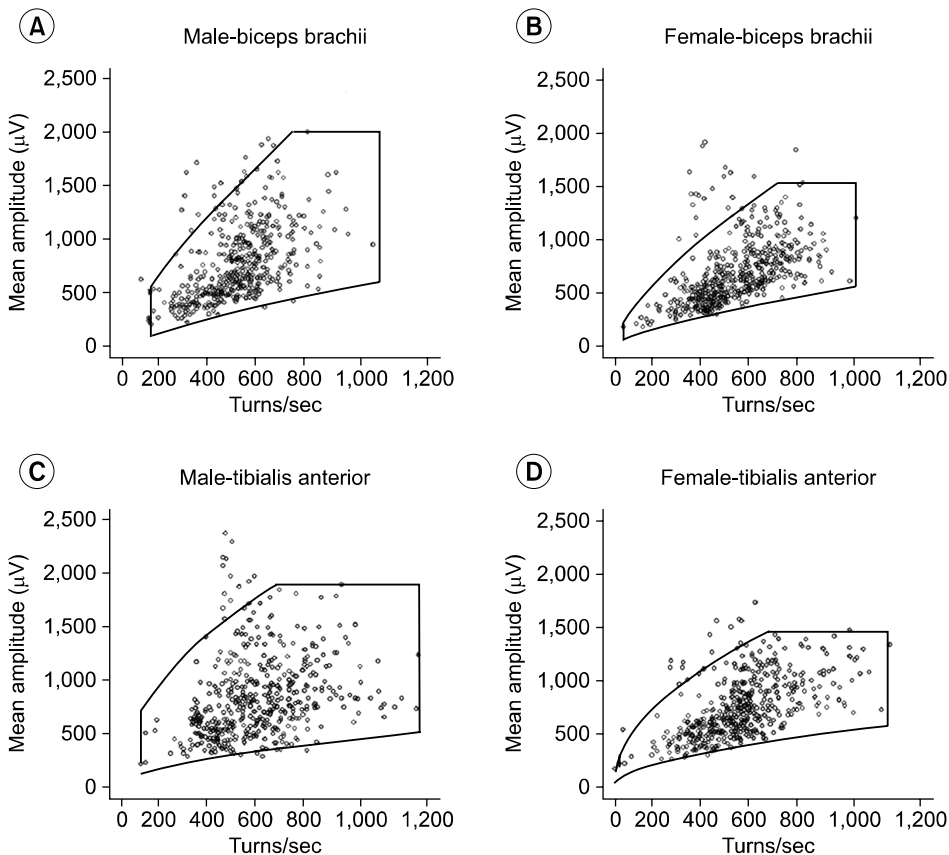 A
Male-biceps brachii
Mean amplitude (μV)
2,500
2,000
1,500
1,000
500
0
0 200 400 600 800 1,000 1,200
Turns/sec
B
Female-biceps brachii
Mean amplitude (μV)
2,500
2,000
1,500
1,000
500
0
0 200 400 600 800 1,000 1,200
Turns/sec
C
Male-tibialis anterior
Mean amplitude (μV)
2,500
2,000
1,500
1,000
500
0
0 200 400 600 800 1,000 1,200
Turns/sec
D
Female-tibialis anterior
Mean amplitude (μV)
2,500
2,000
1,500
1,000
500
0
0 200 400 600 800 1,000 1,200
Turns/sec